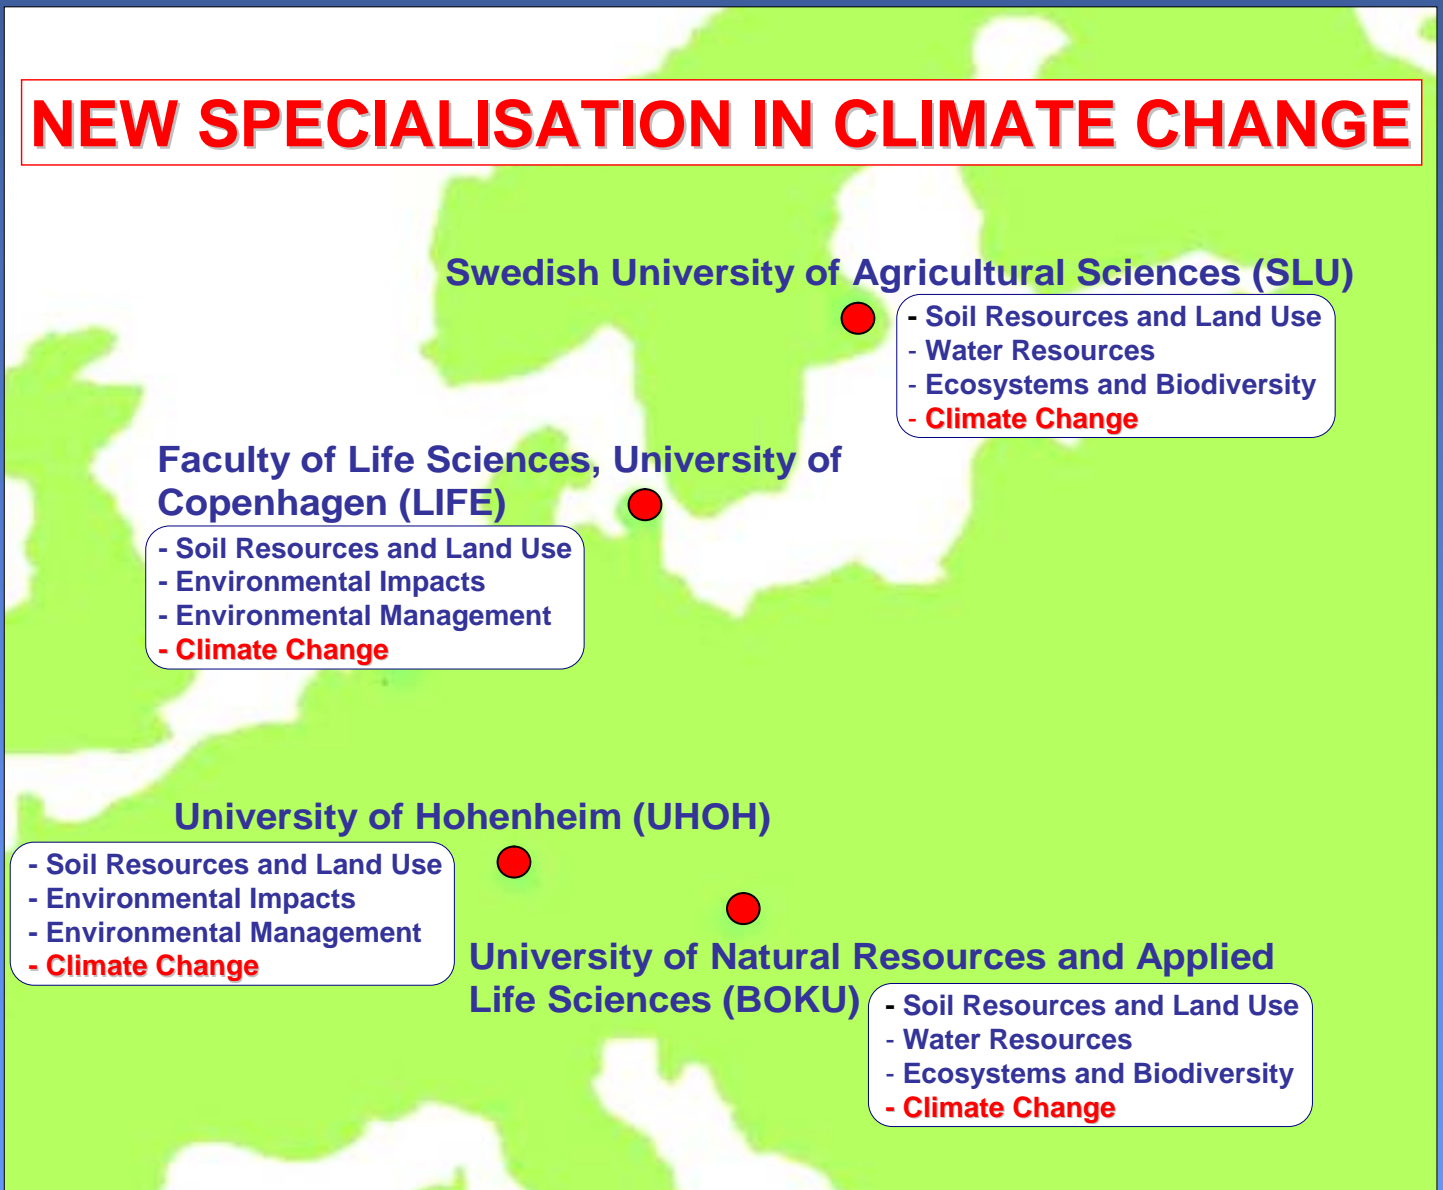 NEW SPECIALISATION IN CLIMATE CHANGE
Swedish University of Agricultural Sciences (SLU)
- Soil Resources and Land Use
- Water Resources
- Ecosystems and Biodiversity
- Climate Change
Faculty of Life Sciences, University of
Copenhagen (LIFE)
- Soil Resources and Land Use
- Environmental Impacts
- Environmental Management
- Climate Change
University of Hohenheim (UHOH)
- Soil Resources and Land Use
- Environmental Impacts
- Environmental Management
- Climate Change
University of Natural Resources and Applied
Life Sciences (BOKU)
- Soil Resources and Land Use
- Water Resources
- Ecosystems and Biodiversity
- Climate Change